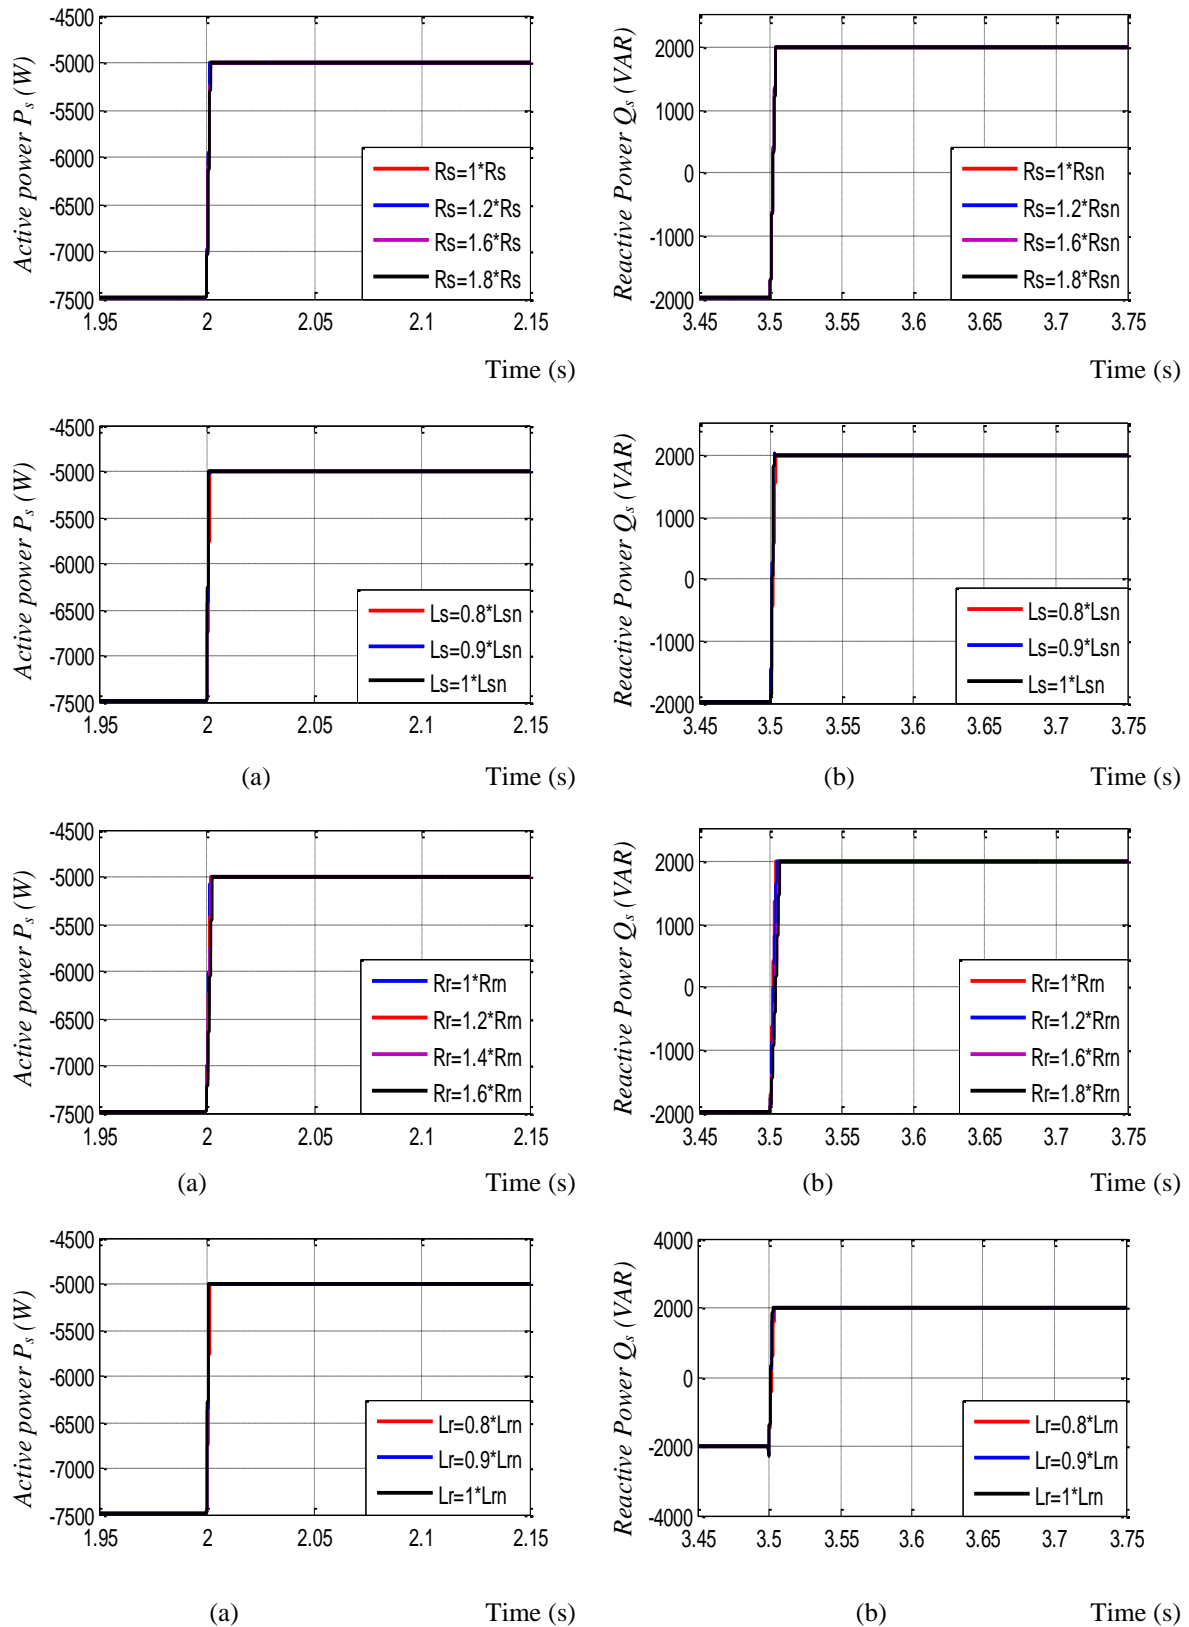 Active power Ps (W)
-4500
-5000
-5500
-6000
-6500
-7000
-7500
1.95 2 2.05 2.1 2.15
Rs=1*Rs
Rs=1.2*Rs
Rs=1.6*Rs
Rs=1.8*Rs
Time (s)
Reactive Power Qs (VAR)
2000
1000
0
-1000
-2000
3.45 3.5 3.55 3.6 3.65 3.7 3.75
Rs=1*Rsn
Rs=1.2*Rsn
Rs=1.6*Rsn
Rs=1.8*Rsn
Time (s)
Active power Ps (W)
-4500
-5000
-5500
-6000
-6500
-7000
-7500
1.95 2 2.05 2.1 2.15
Ls=0.8*Lsn
Ls=0.9*Lsn
Ls=1*Lsn
(a) Time (s)
Reactive Power Qs (VAR)
2000
1000
0
-1000
-2000
3.45 3.5 3.55 3.6 3.65 3.7 3.75
Ls=0.8*Lsn
Ls=0.9*Lsn
Ls=1*Lsn
(b) Time (s)
Active power Ps (W)
-4500
-5000
-5500
-6000
-6500
-7000
-7500
1.95 2 2.05 2.1 2.15
Rr=1*Rrn
Rr=1.2*Rrn
Rr=1.4*Rrn
Rr=1.6*Rrn
(a) Time (s)
Reactive Power Qs (VAR)
2000
1000
0
-1000
-2000
3.45 3.5 3.55 3.6 3.65 3.7 3.75
Rr=1*Rrn
Rr=1.2*Rrn
Rr=1.6*Rrn
Rr=1.8*Rrn
(b) Time (s)
Active power Ps (W)
-4500
-5000
-5500
-6000
-6500
-7000
-7500
1.95 2 2.05 2.1 2.15
Lr=0.8*Lrn
Lr=0.9*Lrn
Lr=1*Lrn
(a) Time (s)
Reactive Power Qs (VAR)
4000
2000
0
-2000
-4000
3.45 3.5 3.55 3.6 3.65 3.7 3.75
Lr=0.8*Lrn
Lr=0.9*Lrn
Lr=1*Lrn
(b) Time (s)